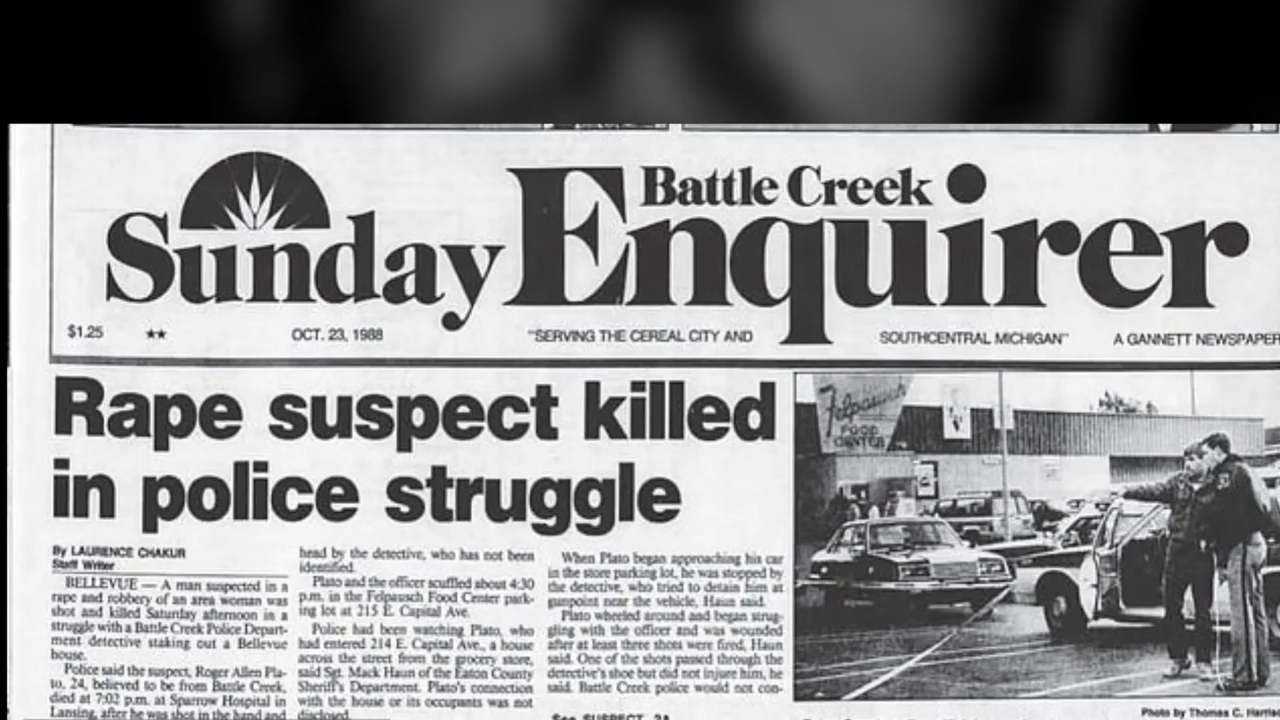 Sunday Battle Creek Enquirer
$1.25 ★★ OCT. 23, 1988 "SERVING THE CEREAL CITY AND SOUTHCENTRAL MICHIGAN" A GANNETT NEWSPAPER
Rape suspect killed
in police struggle
By LAURENCE CHAKUR
Staff Writer
BELLEVUE — A man suspected in a
rape and robbery of an area woman was
shot and killed Saturday afternoon in a
struggle with a Battle Creek Police Depart-
ment detective staking out a Bellevue
house.
Police said the suspect, Roger Allen Pla-
to, 24, believed to be from Battle Creek,
died at 7:02 p.m. at Sparrow Hospital in
Lansing, after he was shot in the hand and
head by the detective, who has not been
identified.
Plato and the officer scuffled about 4:30
p.m. in the Felpausch Food Center park-
ing lot at 215 E. Capital Ave.
Police had been watching Plato, who
had entered 214 E. Capital Ave., a house
across the street from the grocery store,
said Sgt. Mack Haun of the Eaton County
Sheriff's Department. Plato's connection
with the house or its occupants was not
disclosed.
When Plato began approaching his car
in the store parking lot, he was stopped by
the detective, who tried to detain him at
gunpoint near the vehicle, Haun said.
Plato wheeled around and began strug-
gling with the officer and was wounded
after at least three shots were fired, Haun
said. One of the shots passed through the
detective's shoe but did not injure him, he
said. Battle Creek police would not con-
See SUSPECT, 2A
Felpausch
FOOD
CENTER
Photo by Thomas C. Harris